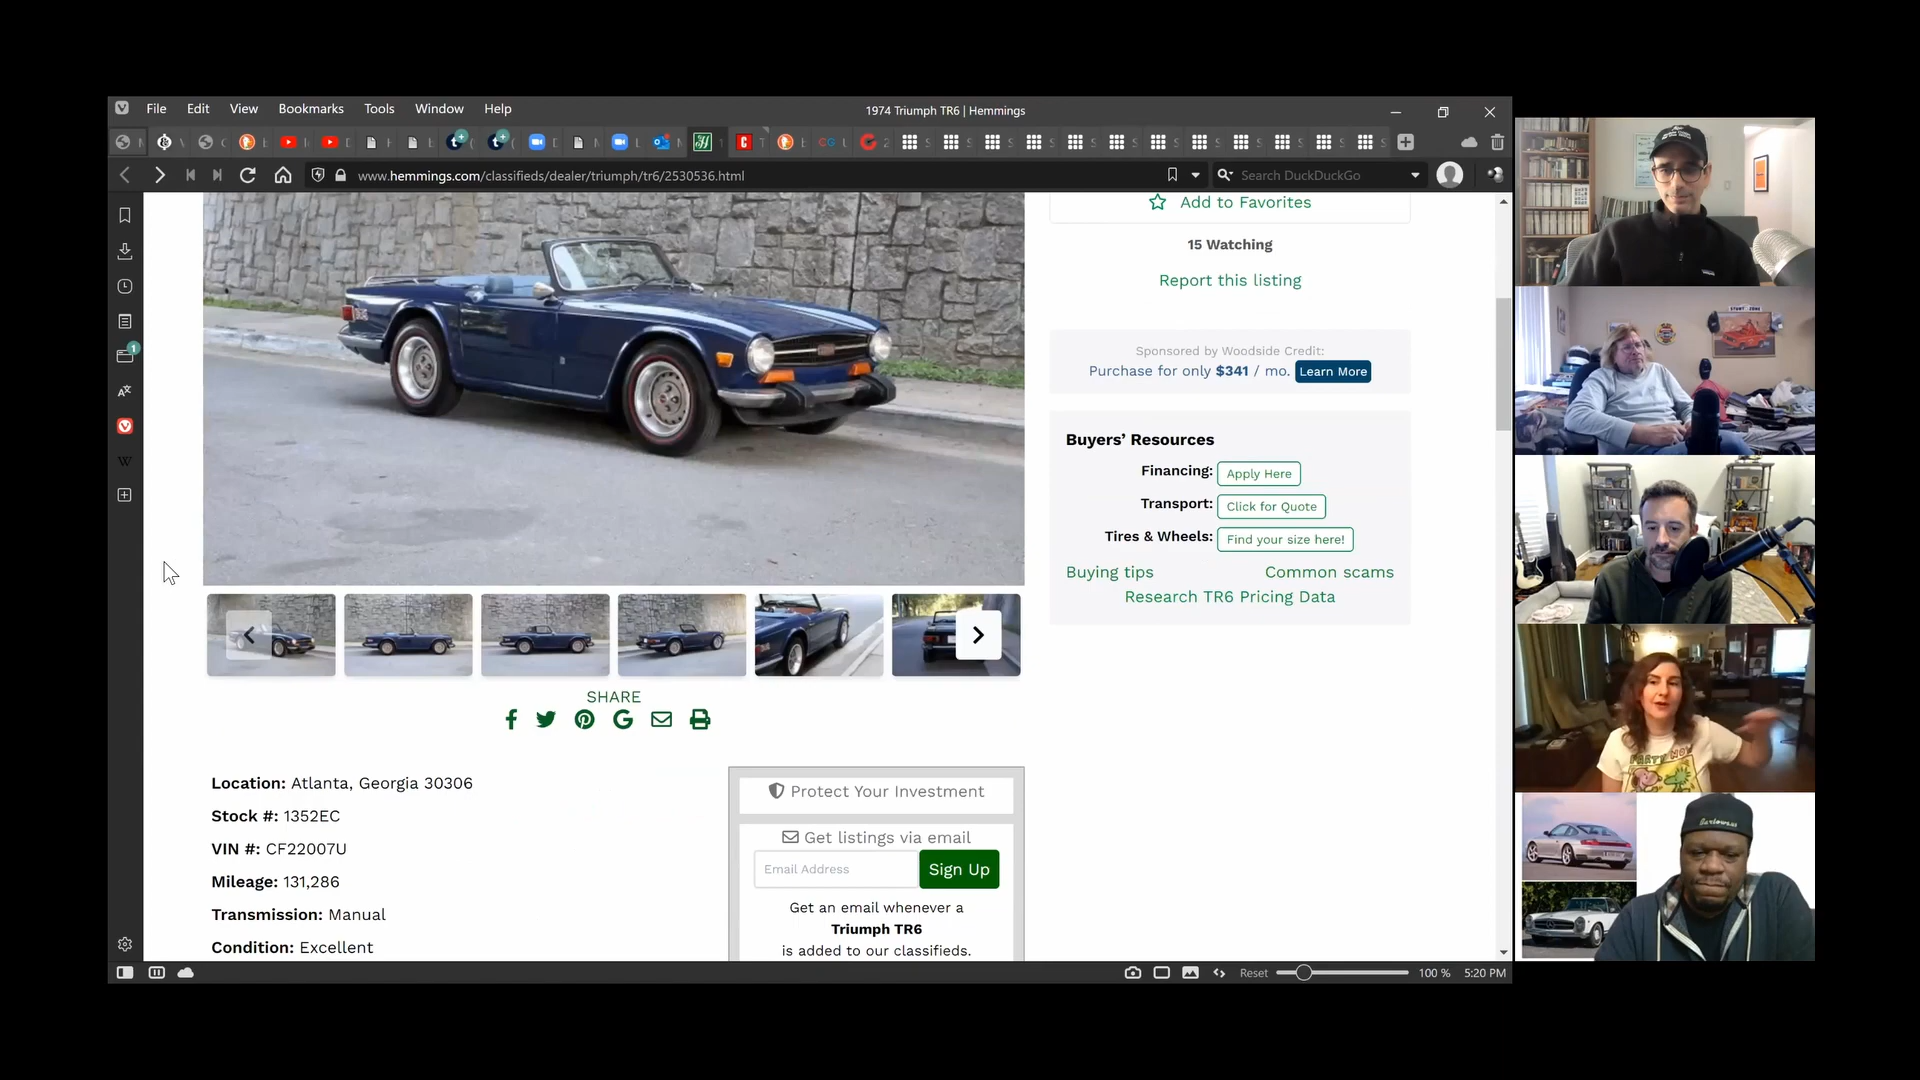 File Edit View Bookmarks Tools Window Help
1974 Triumph TR6 | Hemmings
www.hemmings.com/classifieds/dealer/triumph/tr6/2530536.html
Search DuckDuckGo
Add to Favorites
15 Watching
Report this listing
Sponsored by Woodside Credit:
Purchase for only $341 / mo. Learn More
Buyers’ Resources
Financing: Apply Here
Transport: Click for Quote
Tires & Wheels: Find your size here!
Buying tips Common scams
Research TR6 Pricing Data
1
SHARE
Location: Atlanta, Georgia 30306
Stock #: 1352EC
VIN #: CF22007U
Mileage: 131,286
Transmission: Manual
Condition: Excellent
Protect Your Investment
Get listings via email
Email Address Sign Up
Get an email whenever a
Triumph TR6
is added to our classifieds.
Reset 100 % 5:20 PM
STUNT ZONE
PARTY NOW